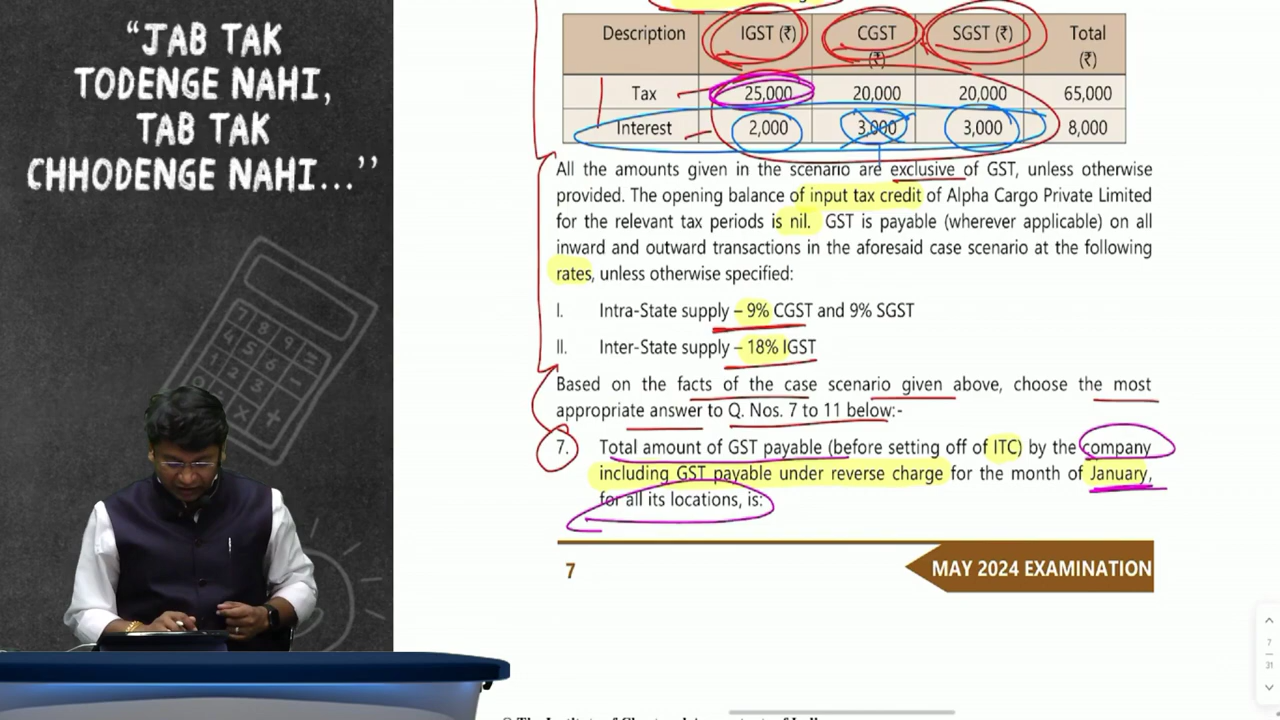 “JAB TAK
TODENGE NAHI,
TAB TAK
CHHODENGE NAHI...’’
Description IGST (₹) CGST (₹) SGST (₹) Total (₹)
Tax 25,000 20,000 20,000 65,000
Interest 2,000 3,000 3,000 8,000
All the amounts given in the scenario are exclusive of GST, unless otherwise
provided. The opening balance of input tax credit of Alpha Cargo Private Limited
for the relevant tax periods is nil. GST is payable (wherever applicable) on all
inward and outward transactions in the aforesaid case scenario at the following
rates, unless otherwise specified:
I. Intra-State supply – 9% CGST and 9% SGST
II. Inter-State supply – 18% IGST
Based on the facts of the case scenario given above, choose the most
appropriate answer to Q. Nos. 7 to 11 below:-
7. Total amount of GST payable (before setting off of ITC) by the company
including GST payable under reverse charge for the month of January,
for all its locations, is:
7 MAY 2024 EXAMINATION
7
31